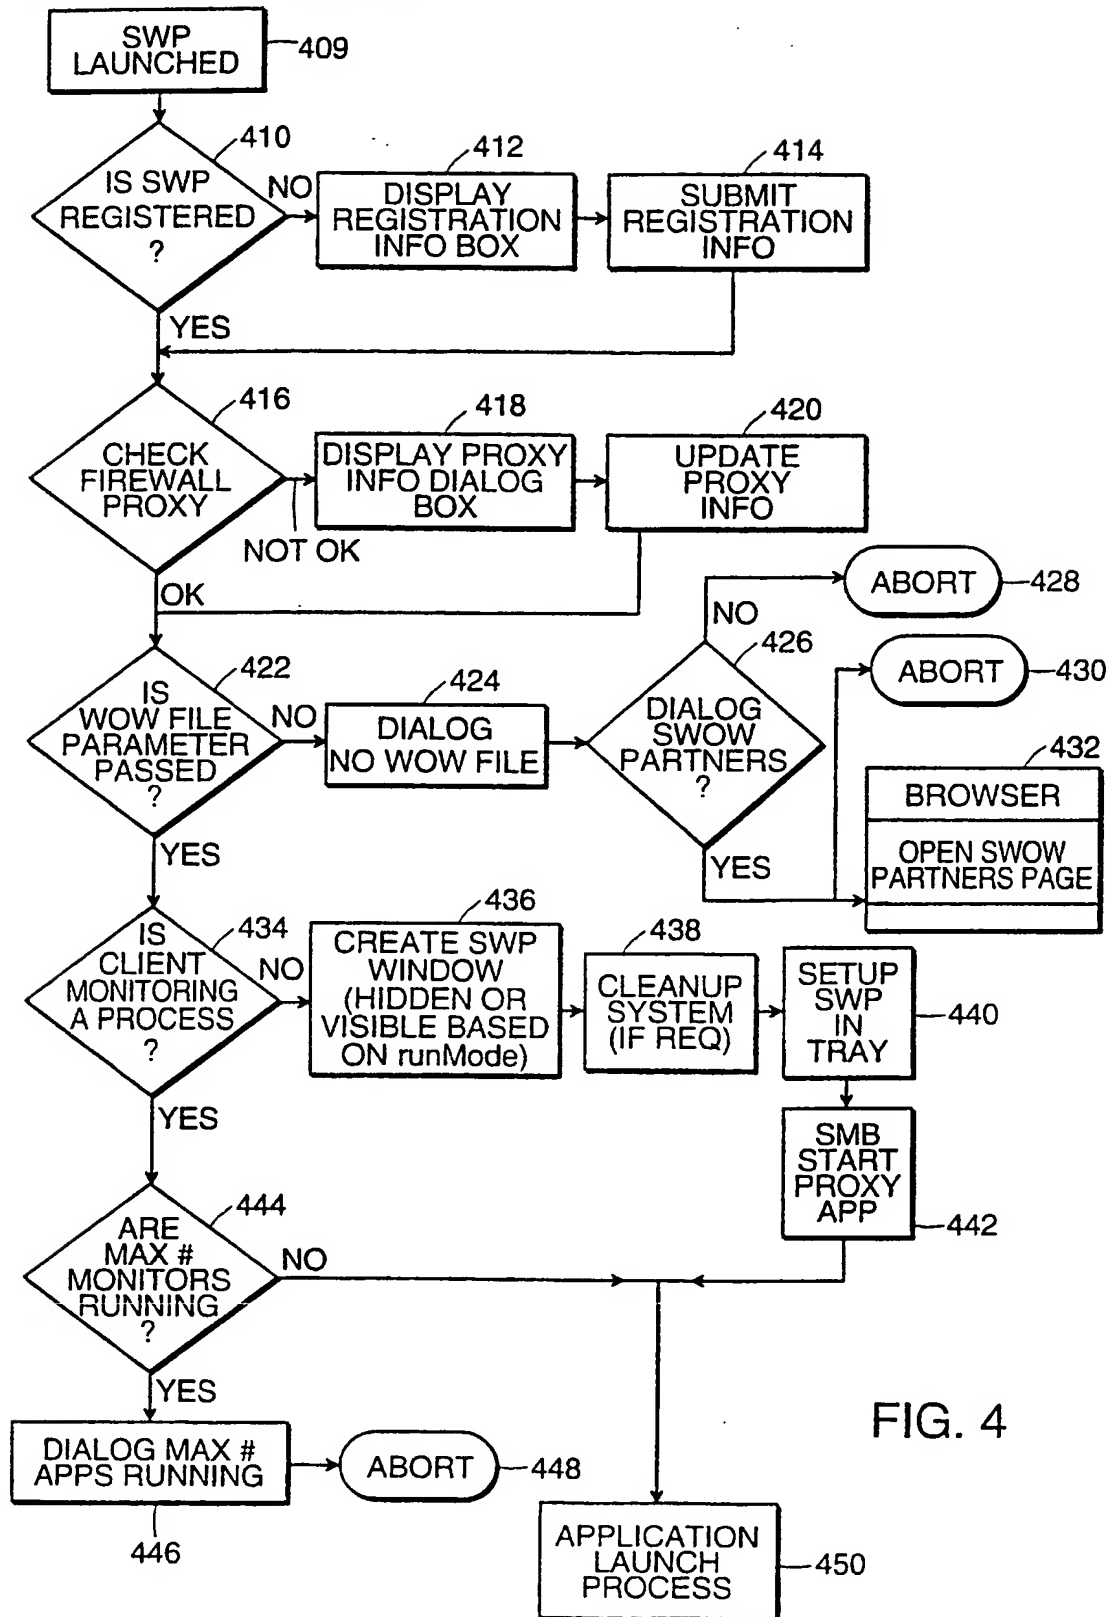 SWP
LAUNCHED
409
410
IS SWP
REGISTERED
?
NO
412
DISPLAY
REGISTRATION
INFO BOX
414
SUBMIT
REGISTRATION
INFO
YES
416
CHECK
FIREWALL
PROXY
NOT OK
418
DISPLAY PROXY
INFO DIALOG
BOX
420
UPDATE
PROXY
INFO
OK
422
IS
WOW FILE
PARAMETER
PASSED
?
NO
424
DIALOG
NO WOW FILE
426
DIALOG
SWOW
PARTNERS
?
NO
ABORT
428
ABORT
430
YES
432
BROWSER
OPEN SWOW
PARTNERS PAGE
YES
434
IS
CLIENT
MONITORING
A PROCESS
?
NO
436
CREATE SWP
WINDOW
(HIDDEN OR
VISIBLE BASED
ON runMode)
438
CLEANUP
SYSTEM
(IF REQ)
SETUP
SWP
IN
TRAY
440
SMB
START
PROXY
APP
442
YES
444
ARE
MAX #
MONITORS
RUNNING
?
NO
YES
DIALOG MAX #
APPS RUNNING
446
ABORT
448
APPLICATION
LAUNCH
PROCESS
450
FIG. 4